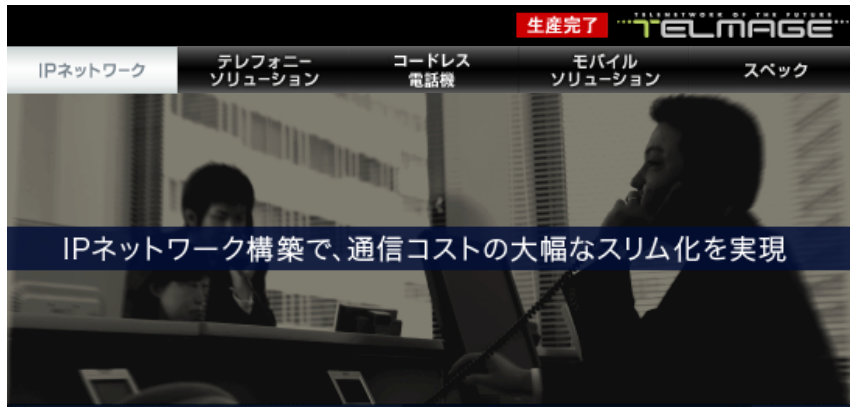 生産完了
TELENETWORK OF THE FUTURE
TELMAGE
IPネットワーク
テレフォニー
ソリューション
コードレス
電話機
モバイル
ソリューション
スペック
IPネットワーク構築で、通信コストの大幅なスリム化を実現